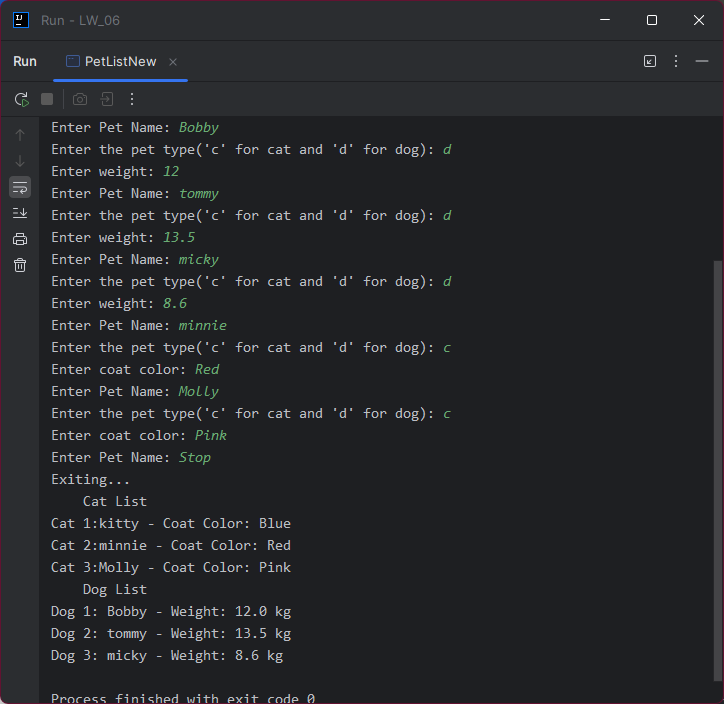 Run - LW_06
Run PetListNew
Enter Pet Name: Bobby
Enter the pet type('c' for cat and 'd' for dog): d
Enter weight: 12
Enter Pet Name: tommy
Enter the pet type('c' for cat and 'd' for dog): d
Enter weight: 13.5
Enter Pet Name: micky
Enter the pet type('c' for cat and 'd' for dog): d
Enter weight: 8.6
Enter Pet Name: minnie
Enter the pet type('c' for cat and 'd' for dog): c
Enter coat color: Red
Enter Pet Name: Molly
Enter the pet type('c' for cat and 'd' for dog): c
Enter coat color: Pink
Enter Pet Name: Stop
Exiting...
    Cat List
Cat 1:kitty - Coat Color: Blue
Cat 2:minnie - Coat Color: Red
Cat 3:Molly - Coat Color: Pink
    Dog List
Dog 1: Bobby - Weight: 12.0 kg
Dog 2: tommy - Weight: 13.5 kg
Dog 3: micky - Weight: 8.6 kg
Process finished with exit code 0